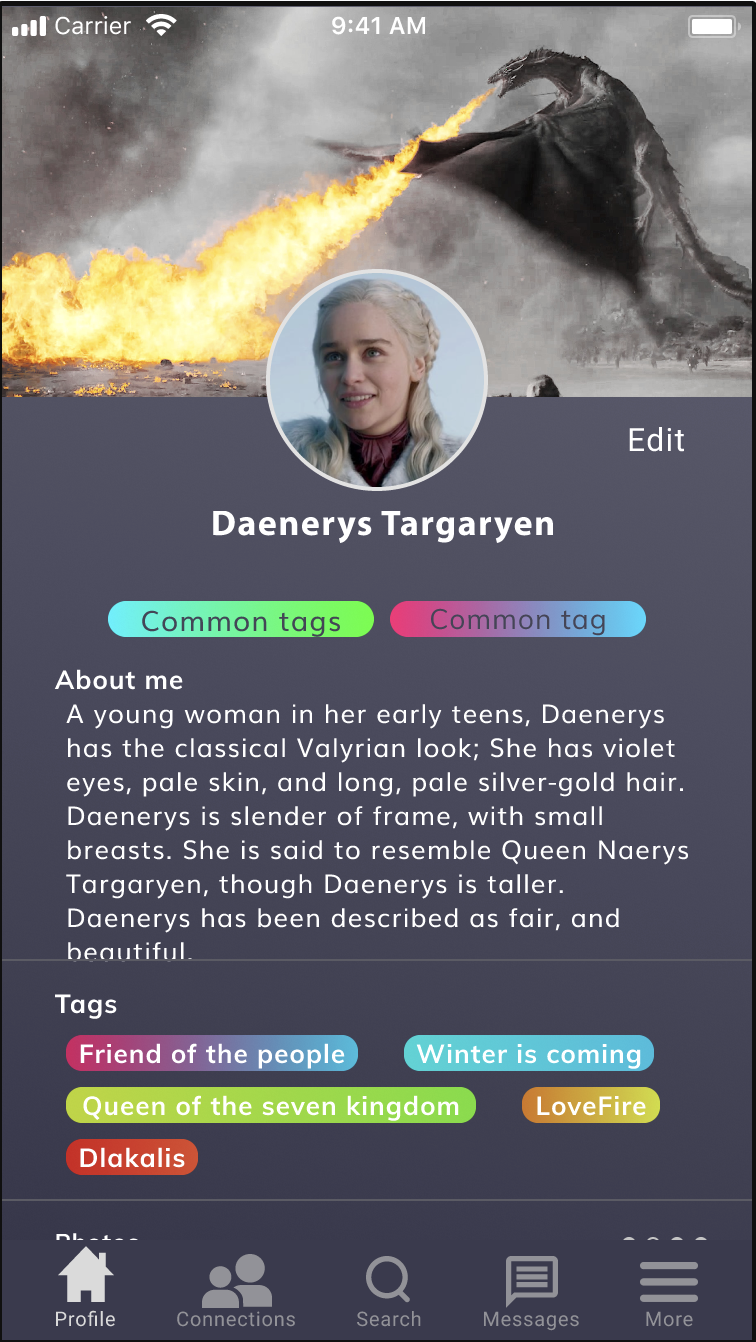 Carrier 9:41 AM
Edit
Daenerys Targaryen
Common tags Common tag
About me
A young woman in her early teens, Daenerys
has the classical Valyrian look; She has violet
eyes, pale skin, and long, pale silver-gold hair.
Daenerys is slender of frame, with small
breasts. She is said to resemble Queen Naerys
Targaryen, though Daenerys is taller.
Daenerys has been described as fair, and
beautiful.
Tags
Friend of the people Winter is coming
Queen of the seven kingdom LoveFire
Dlakalis
Photos
Profile Connections Search Messages More